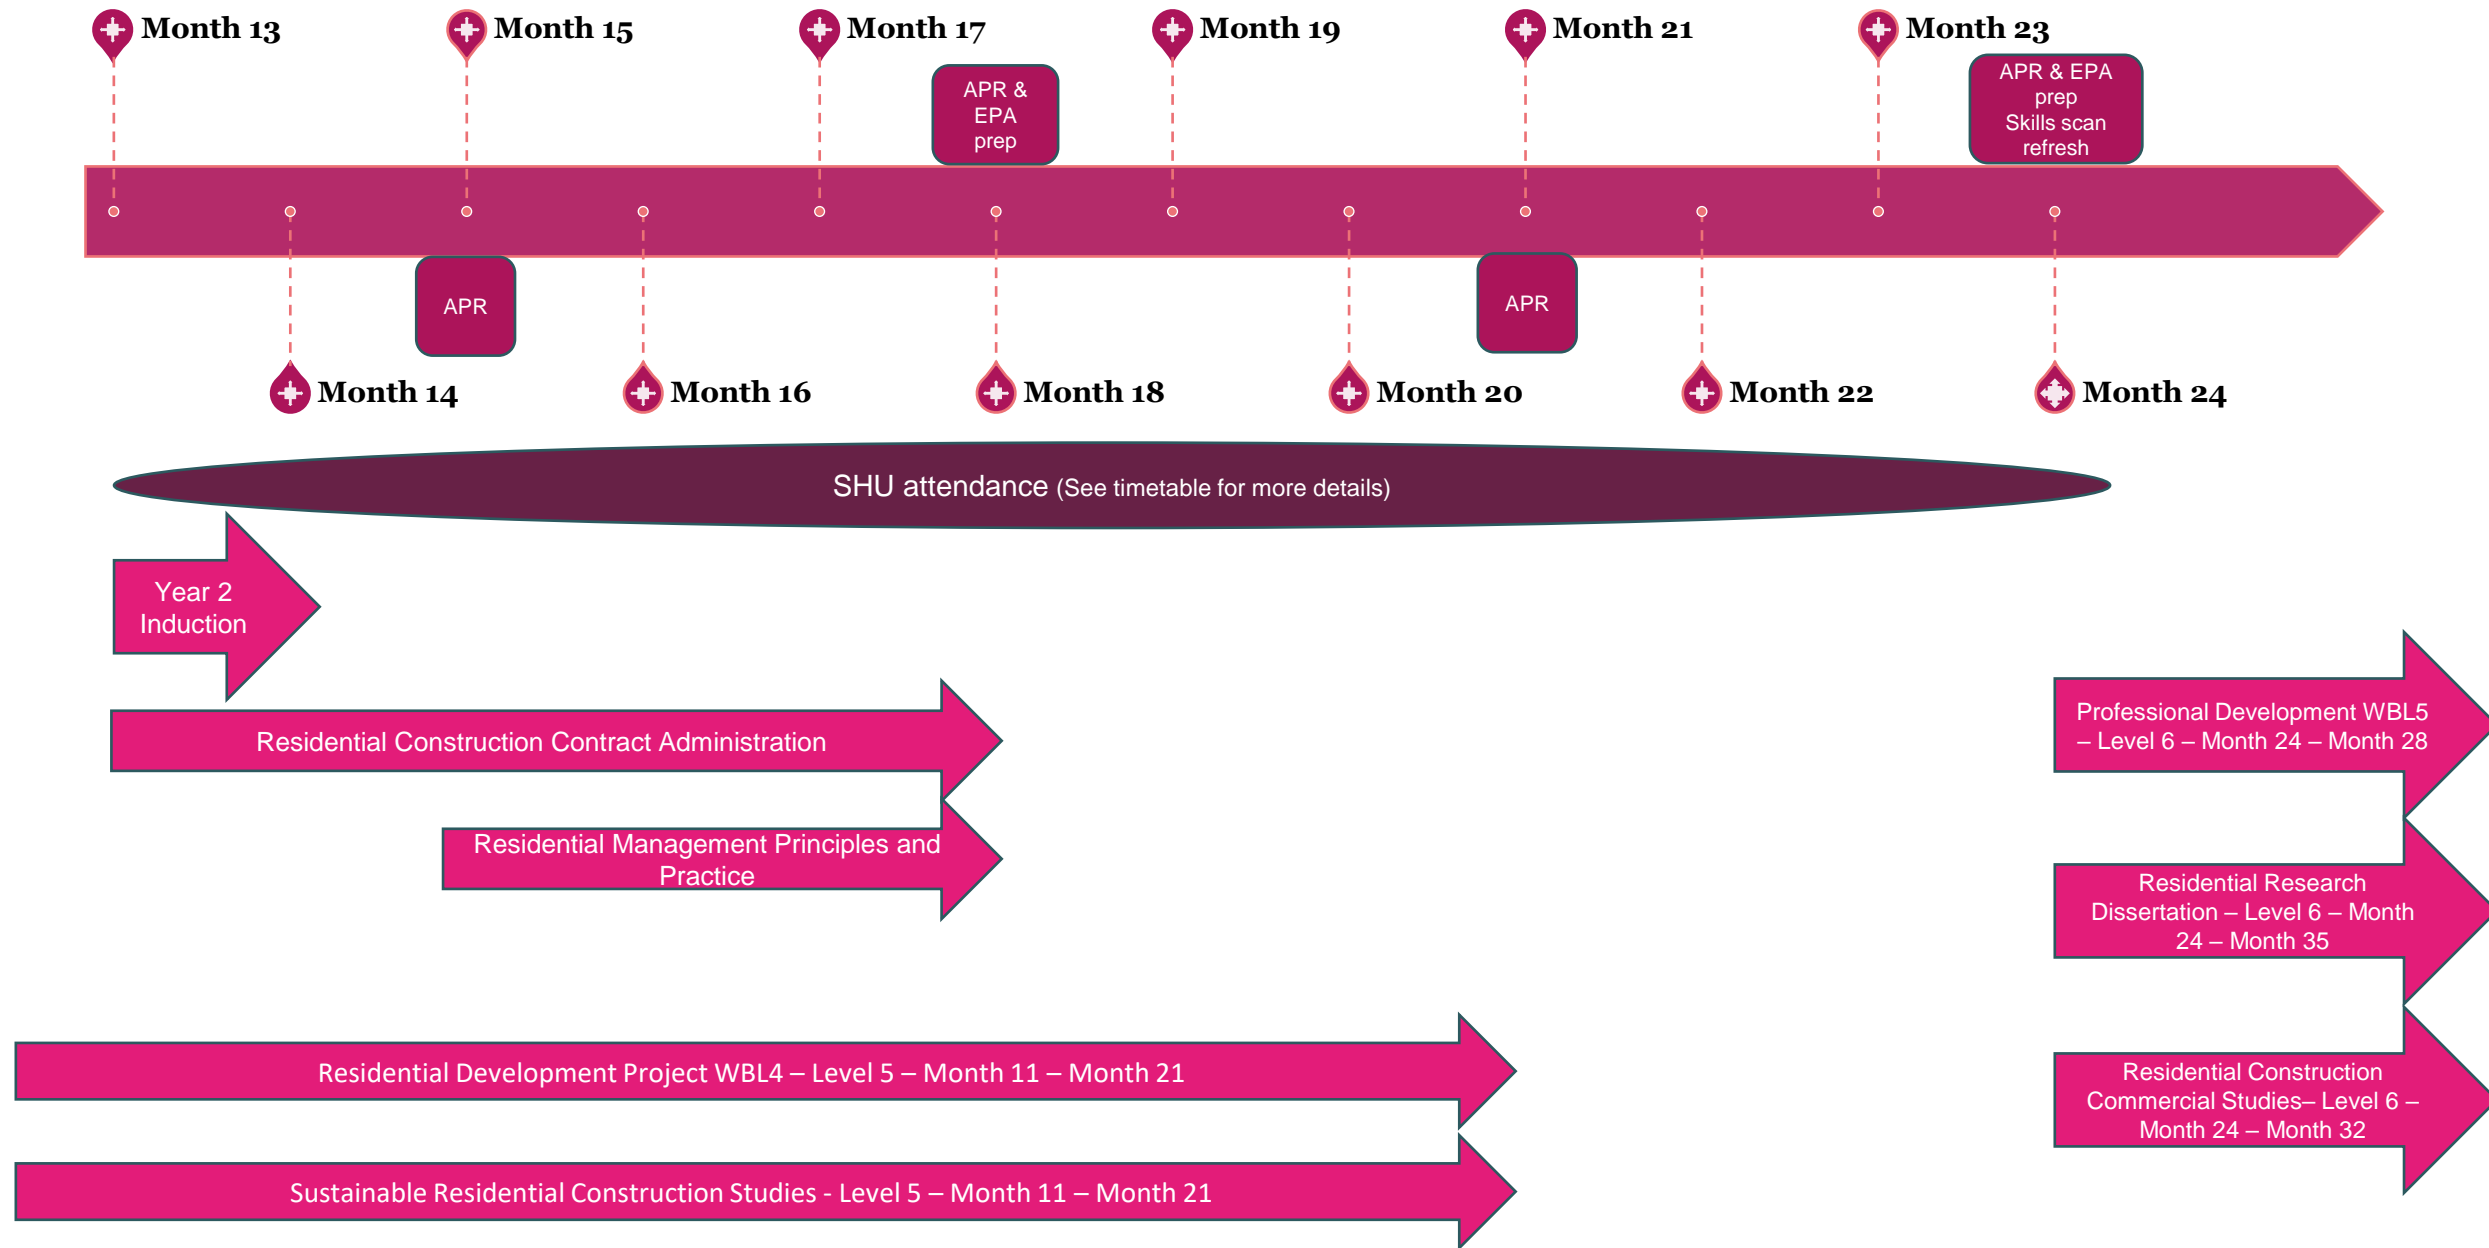 Month 13
Month 15
Month 17
Month 19
Month 21
Month 23
APR &
EPA
prep
APR & EPA
prep
Skills scan
refresh
APR
APR
Month 14
Month 16
Month 18
Month 20
Month 22
Month 24
SHU attendance (See timetable for more details)
Year 2
Induction
Residential Construction Contract Administration
Professional Development WBL5
– Level 6 – Month 24 – Month 28
Residential Management Principles and
Practice
Residential Research
Dissertation – Level 6 – Month
24 – Month 35
Residential Development Project WBL4 – Level 5 – Month 11 – Month 21
Residential Construction
Commercial Studies– Level 6 –
Month 24 – Month 32
Sustainable Residential Construction Studies - Level 5 – Month 11 – Month 21